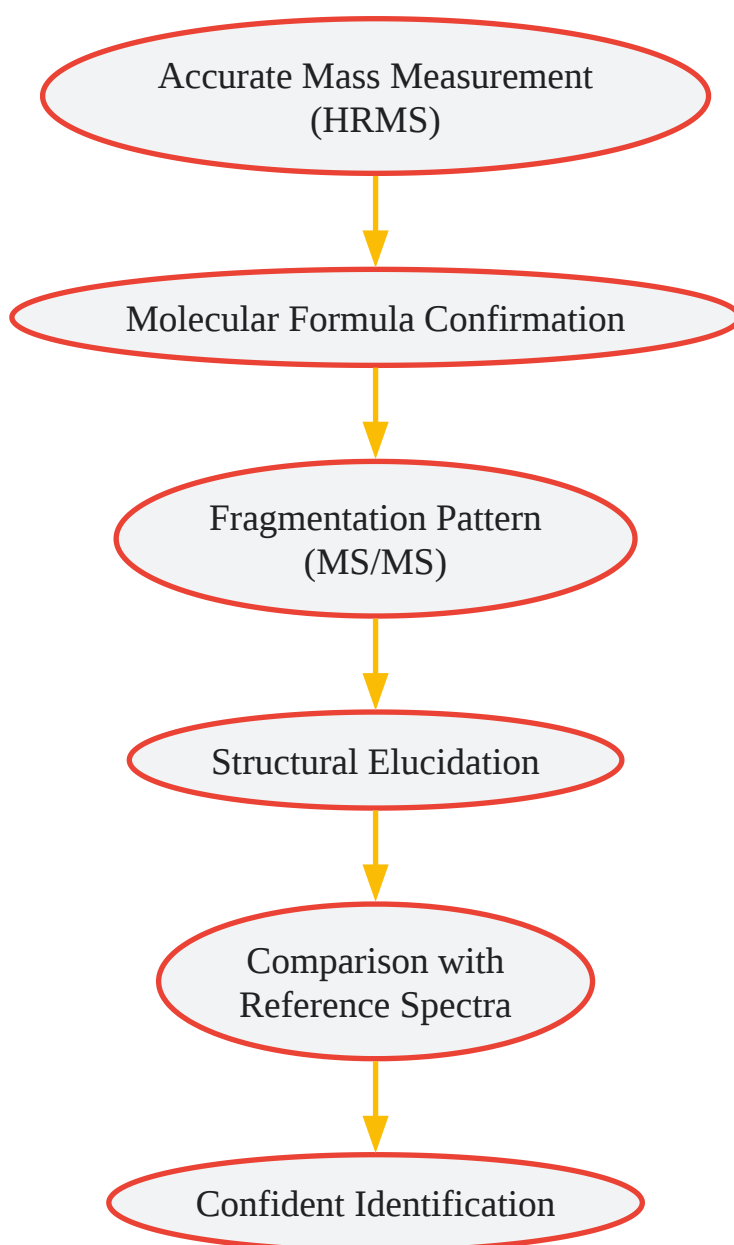 Accurate Mass Measurement
(HRMS)
Molecular Formula Confirmation
Fragmentation Pattern
(MS/MS)
Structural Elucidation
Comparison with
Reference Spectra
Confident Identification